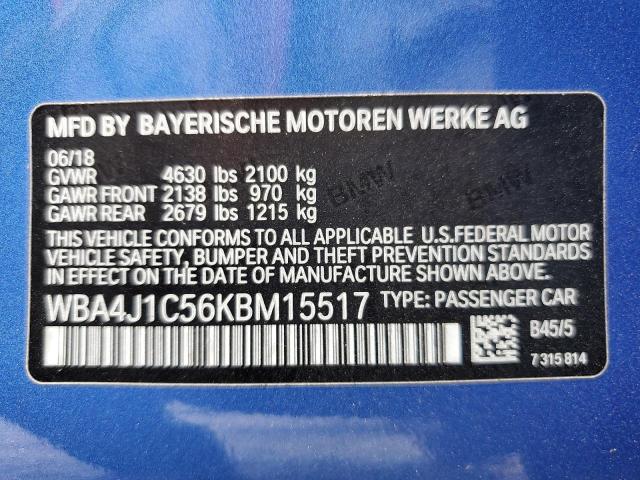 MFD BY BAYERISCHE MOTOREN WERKE AG
06/18
GVWR 4630 lbs 2100 kg
GAWR FRONT 2138 lbs 970 kg
GAWR REAR 2679 lbs 1215 kg
THIS VEHICLE CONFORMS TO ALL APPLICABLE U.S.FEDERAL MOTOR
VEHICLE SAFETY, BUMPER AND THEFT PREVENTION STANDARDS
IN EFFECT ON THE DATE OF MANUFACTURE SHOWN ABOVE.
WBA4J1C56KBM15517 TYPE: PASSENGER CAR
B45/5
7 315 814
BMW
BMW